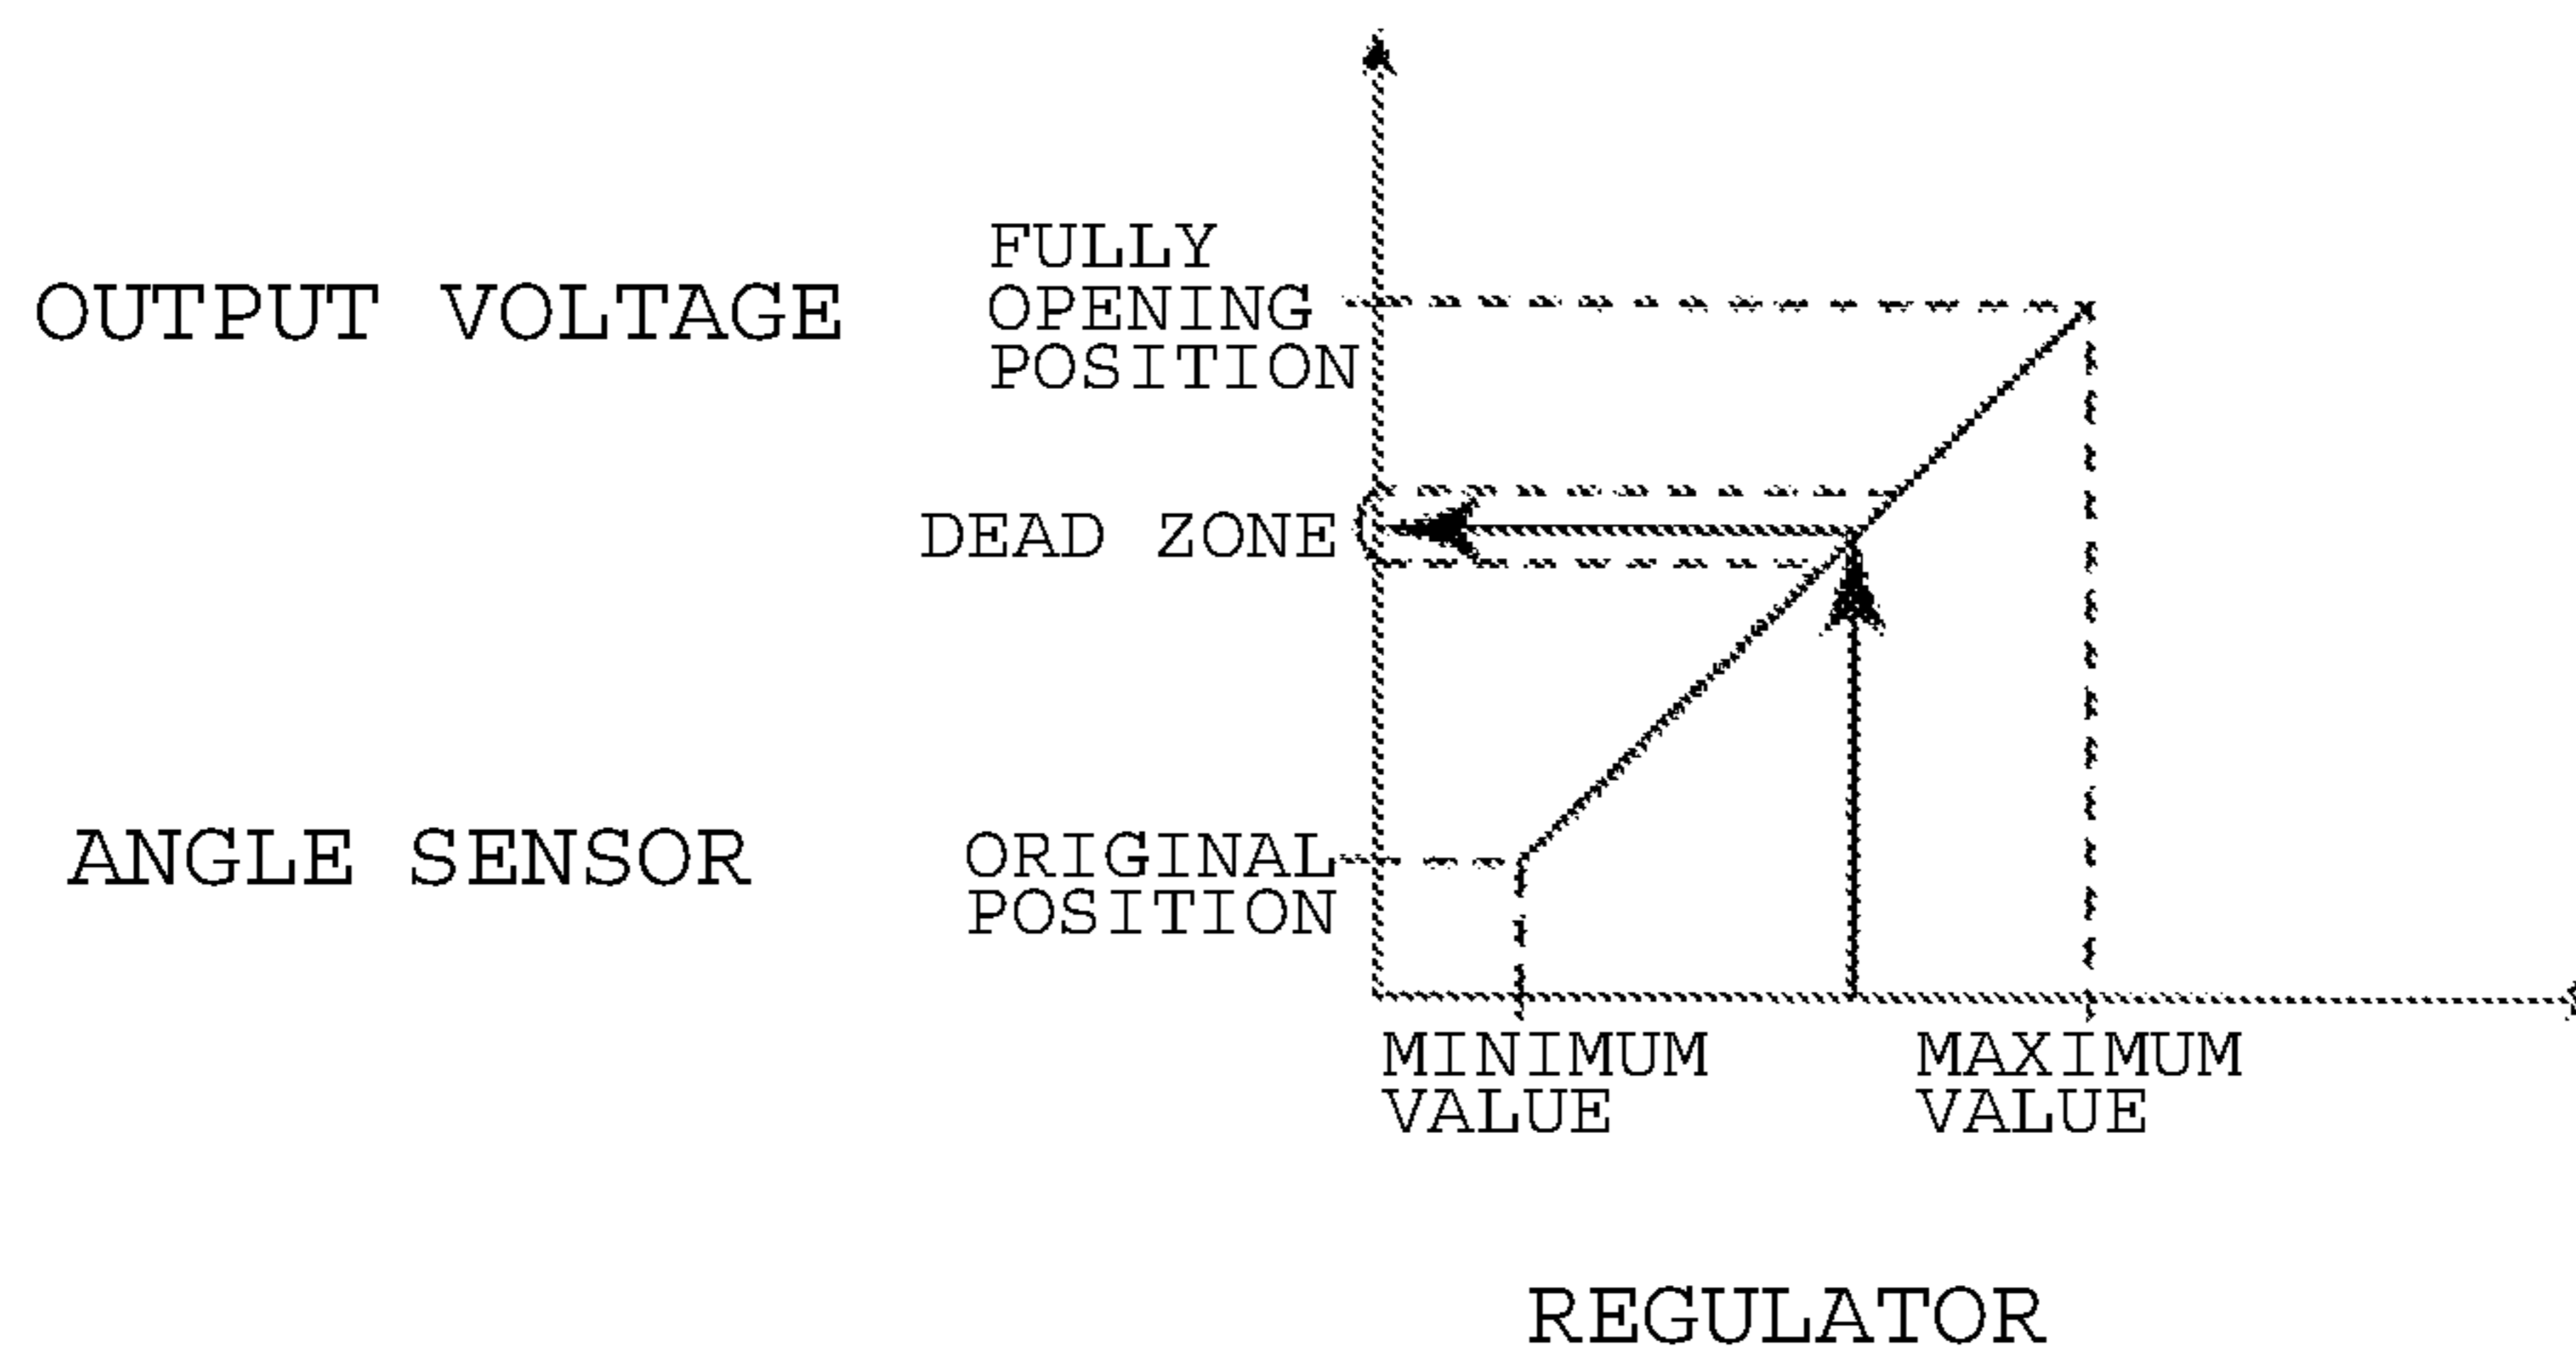 FULLY
OPENING
POSITION
OUTPUT VOLTAGE
DEAD ZONE
ANGLE SENSOR
ORIGINAL
POSITION
MINIMUM
VALUE
MAXIMUM
VALUE
REGULATOR